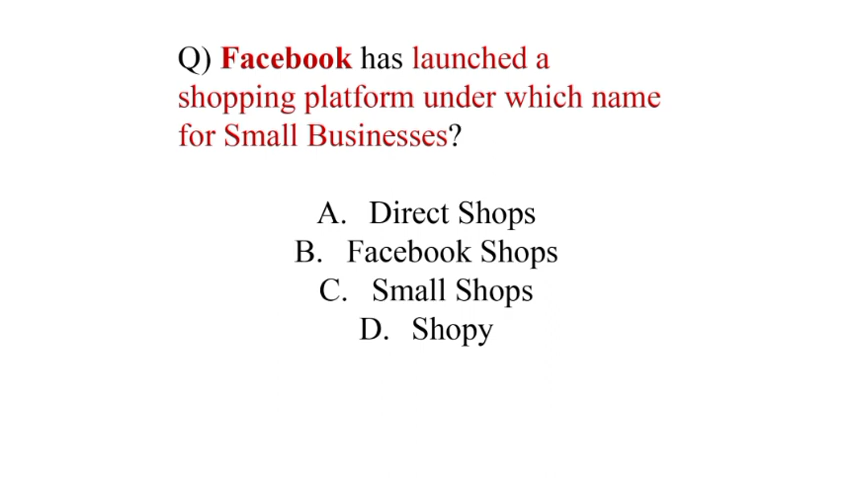 Q) Facebook has launched a
shopping platform under which name
for Small Businesses?
A. Direct Shops
B. Facebook Shops
C. Small Shops
D. Shopy